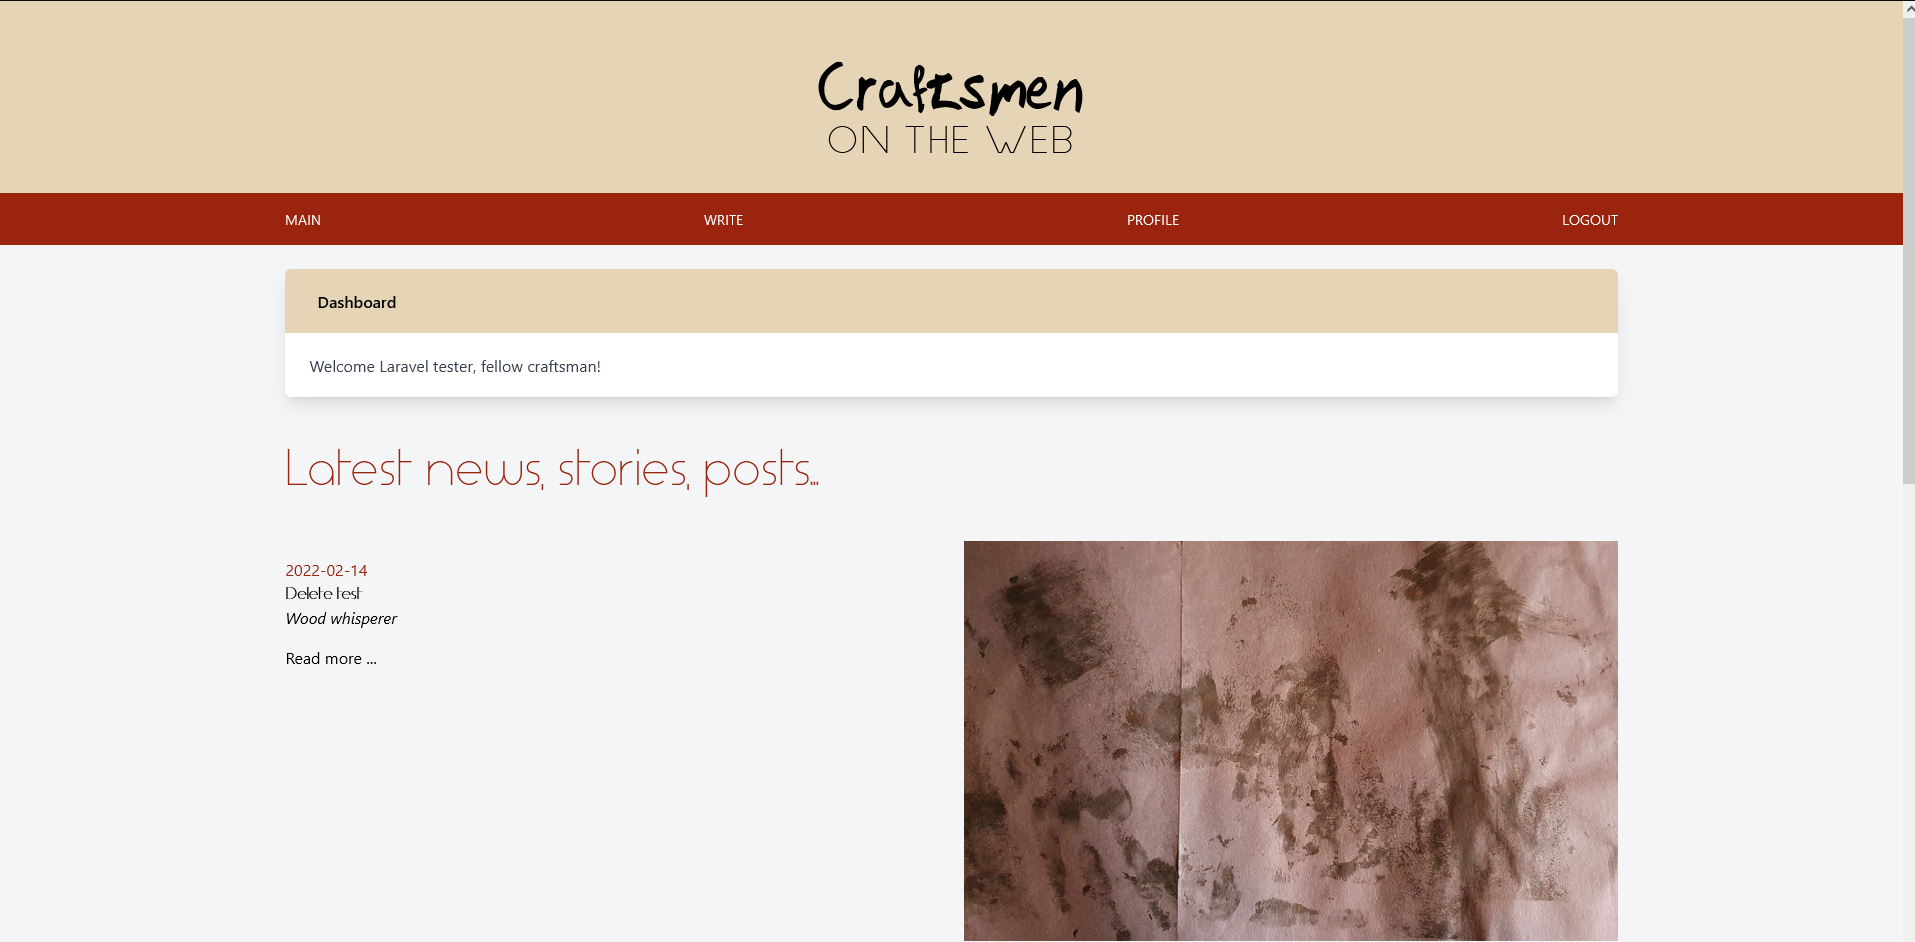 Craftsmen
ON THE WEB
MAIN WRITE PROFILE LOGOUT
Dashboard
Welcome Laravel tester, fellow craftsman!
Latest news, stories, posts...
2022-02-14
Delete test
Wood whisperer
Read more ...